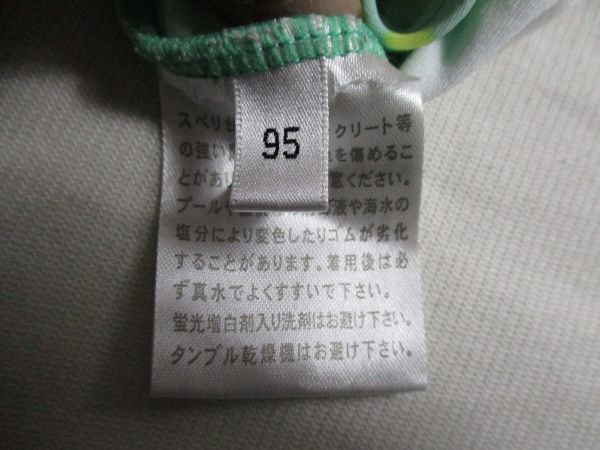 95
スベリ クリート等
の強い を傷めるこ
とがあ 意ください。
プール 液や海水の
塩分により変色したりゴムが劣化
することがあります。着用後は必
ず真水でよくすすいで下さい。
蛍光増白剤入り洗剤はお避け下さい。
タンブル乾燥機はお避け下さい。